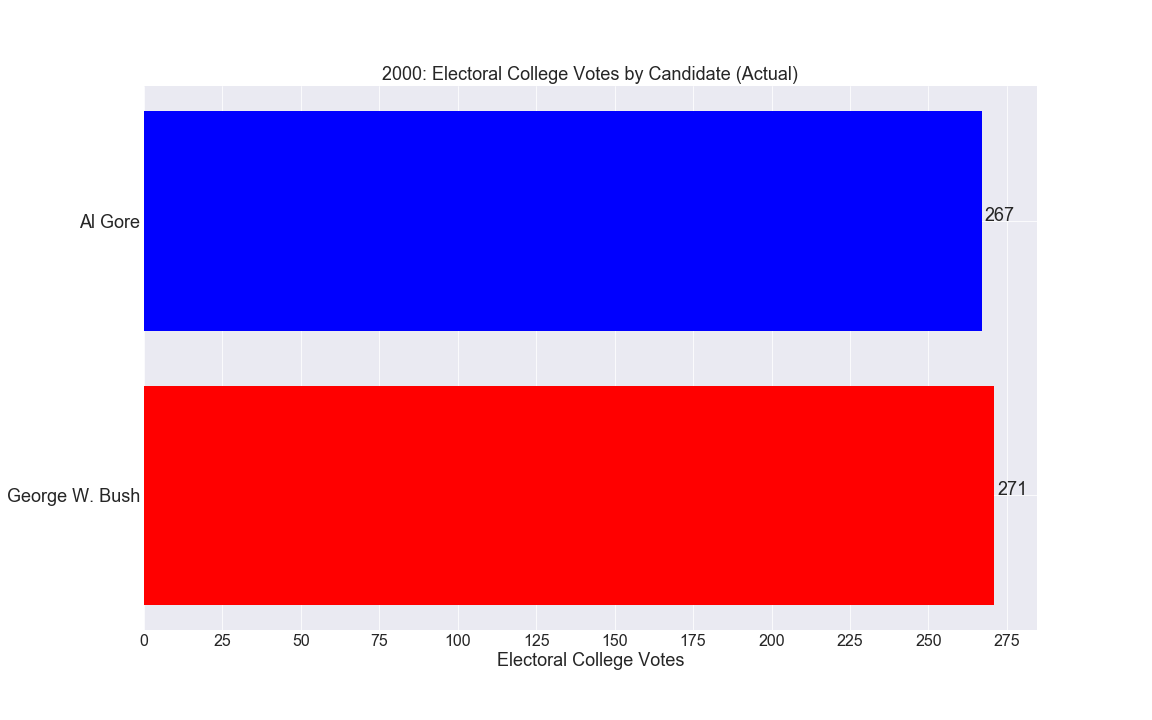 2000: Electoral College Votes by Candidate (Actual)
Al Gore
267
George W. Bush
271
0 25 50 75 100 125 150 175 200 225 250 275
Electoral College Votes